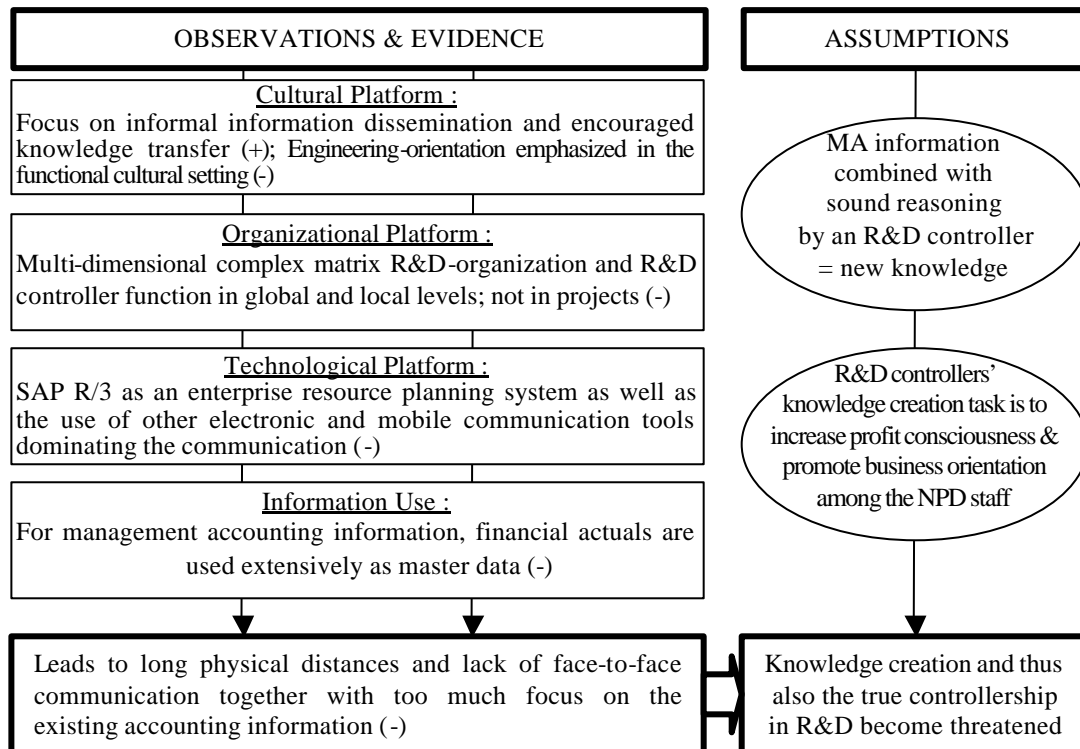 OBSERVATIONS & EVIDENCE
Cultural Platform :
Focus on informal information dissemination and encouraged
knowledge transfer (+); Engineering-orientation emphasized in the
functional cultural setting (-)
Organizational Platform :
Multi-dimensional complex matrix R&D-organization and R&D
controller function in global and local levels; not in projects (-)
Technological Platform :
SAP R/3 as an enterprise resource planning system as well as
the use of other electronic and mobile communication tools
dominating the communication (-)
Information Use :
For management accounting information, financial actuals are
used extensively as master data (-)
Leads to long physical distances and lack of face-to-face
communication together with too much focus on the
existing accounting information (-)
ASSUMPTIONS
MA information
combined with
sound reasoning
by an R&D controller
= new knowledge
R&D controllers’
knowledge creation task is to
increase profit consciousness &
promote business orientation
among the NPD staff
Knowledge creation and thus
also the true controllership
in R&D become threatened